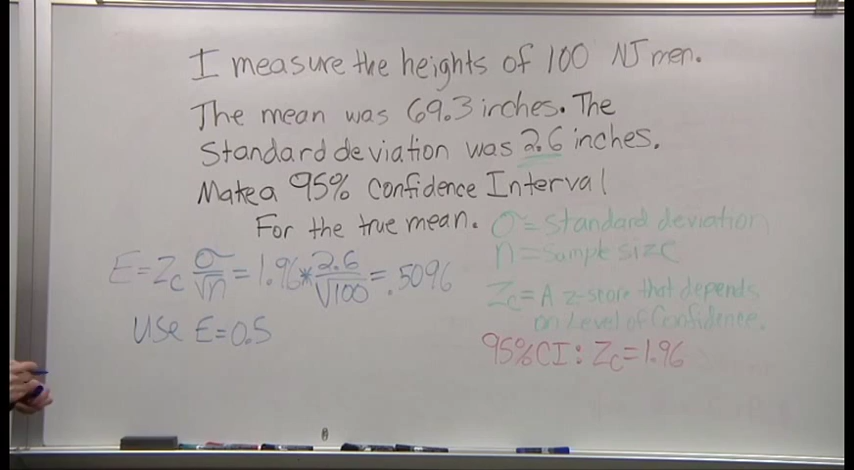 I measure the heights of 100 NJ men.
The mean was 69.3 inches. The
Standard deviation was 2.6 inches.
Make a 95% Confidence Interval
For the true mean.
σ = Standard deviation
n = sample size
Zc = A z-score that depends
on Level of Confidence.
95% CI : Zc = 1.96
E = Zc σ/√n = 1.96 * 2.6/√100 = .5096
Use E = 0.5